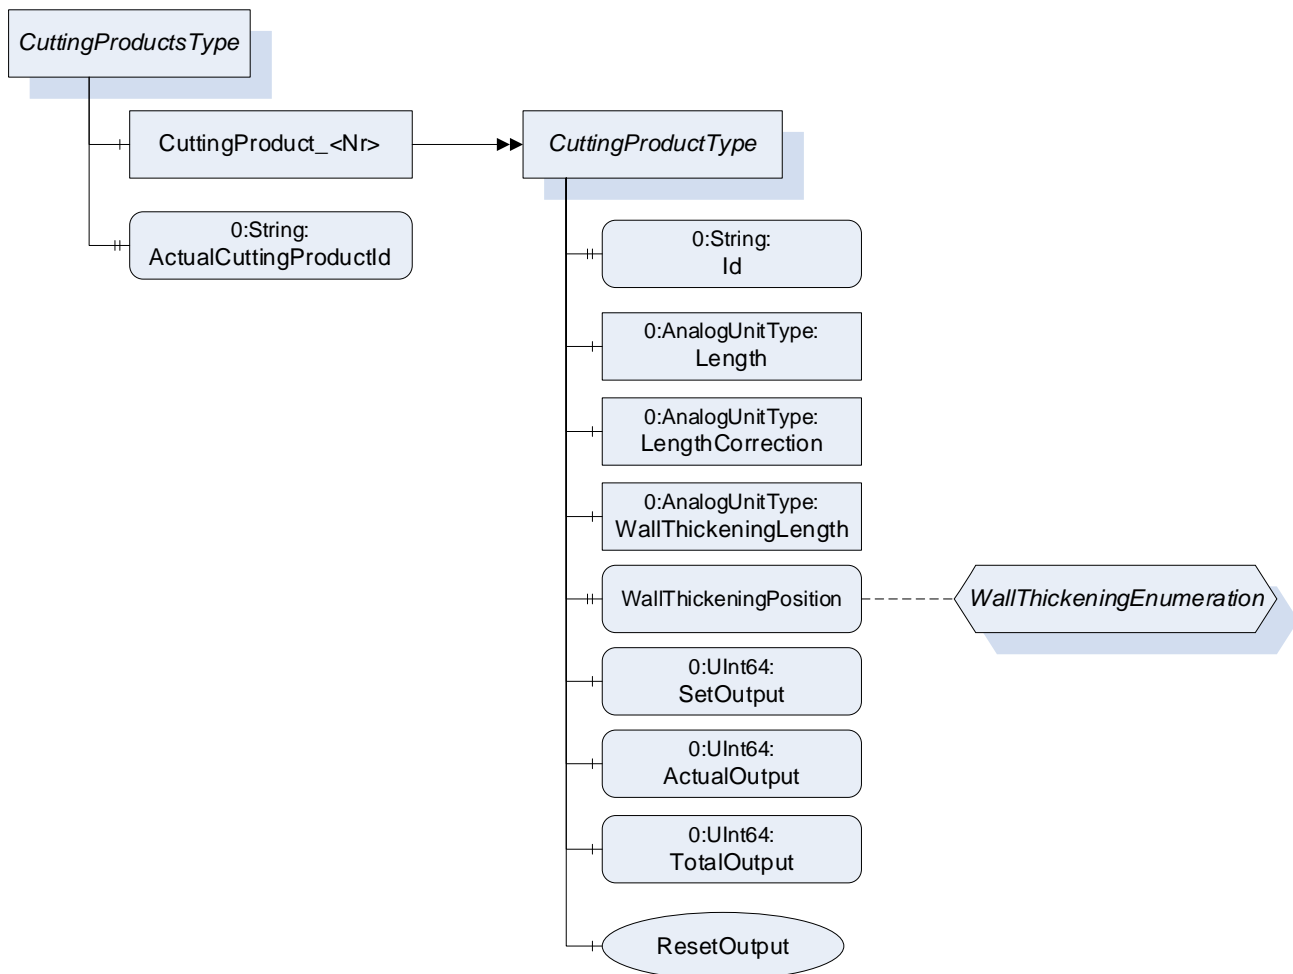 CuttingProductsType
CuttingProduct_<Nr>
CuttingProductType
0:String:
ActualCuttingProductId
0:String:
Id
0:AnalogUnitType:
Length
0:AnalogUnitType:
LengthCorrection
0:AnalogUnitType:
WallThickeningLength
WallThickeningPosition
WallThickeningEnumeration
0:UInt64:
SetOutput
0:UInt64:
ActualOutput
0:UInt64:
TotalOutput
ResetOutput